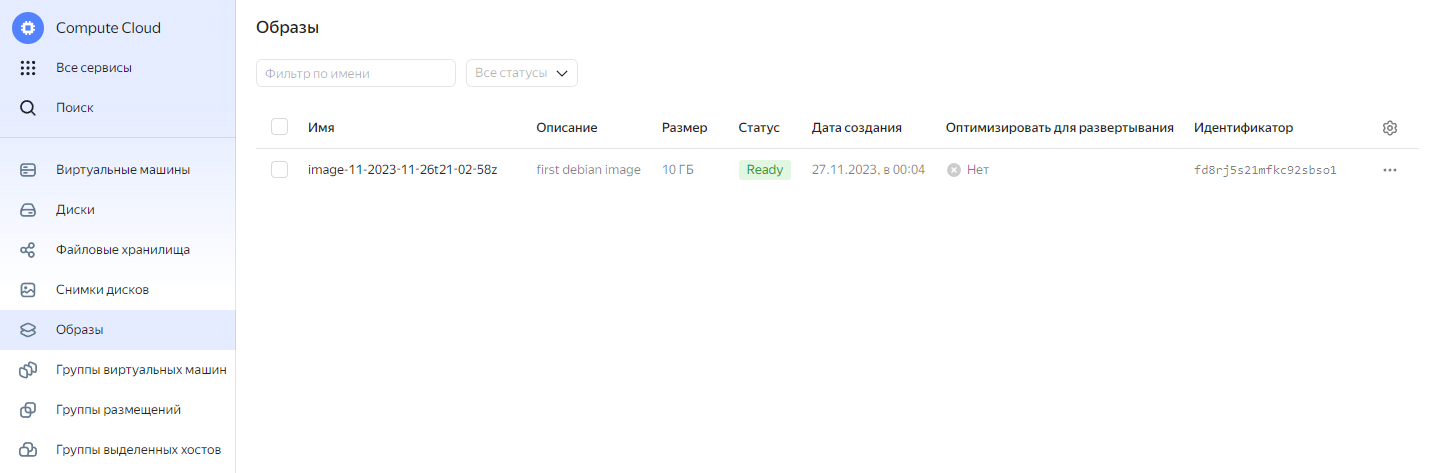 Compute Cloud
Все сервисы
Поиск
Виртуальные машины
Диски
Файловые хранилища
Снимки дисков
Образы
Группы виртуальных машин
Группы размещений
Группы выделенных хостов
Образы
Фильтр по имени Все статусы
Имя Описание Размер Статус Дата создания Оптимизировать для развертывания Идентификатор
image-11-2023-11-26t21-02-58z first debian image 10 ГБ Ready 27.11.2023, в 00:04 Нет fd8rj5s21mfkc92sbso1